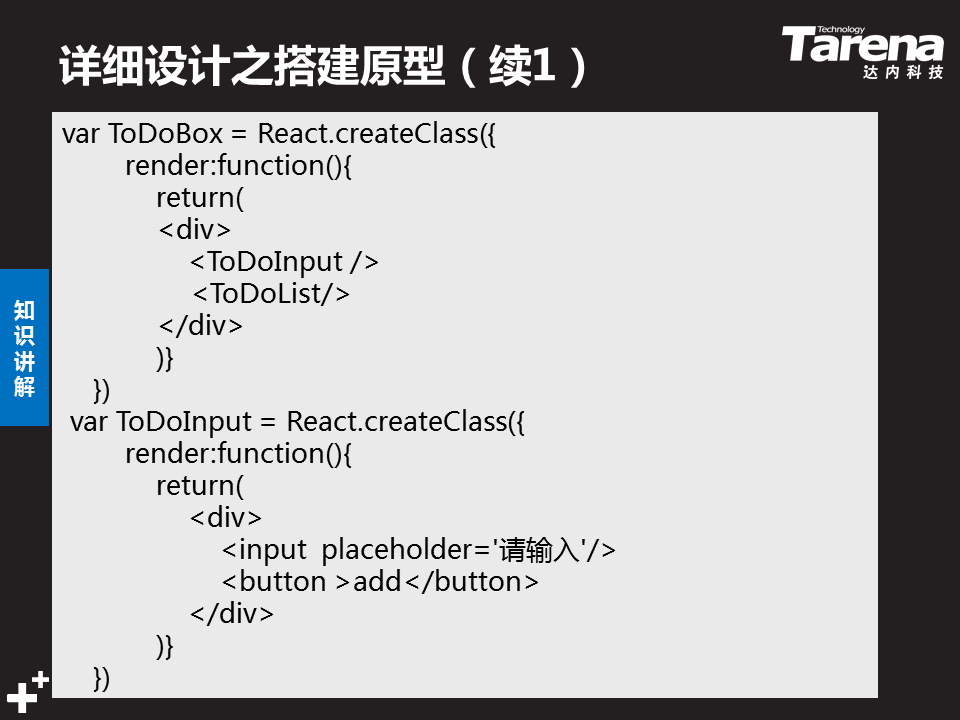 详细设计之搭建原型（续1）
Technology
Tarena
达内科技
var ToDoBox = React.createClass({
render:function(){
return(
<div>
<ToDoInput />
<ToDoList/>
</div>
)}
})
var ToDoInput = React.createClass({
render:function(){
return(
<div>
<input  placeholder='请输入'/>
<button >add</button>
</div>
)}
})
知识讲解